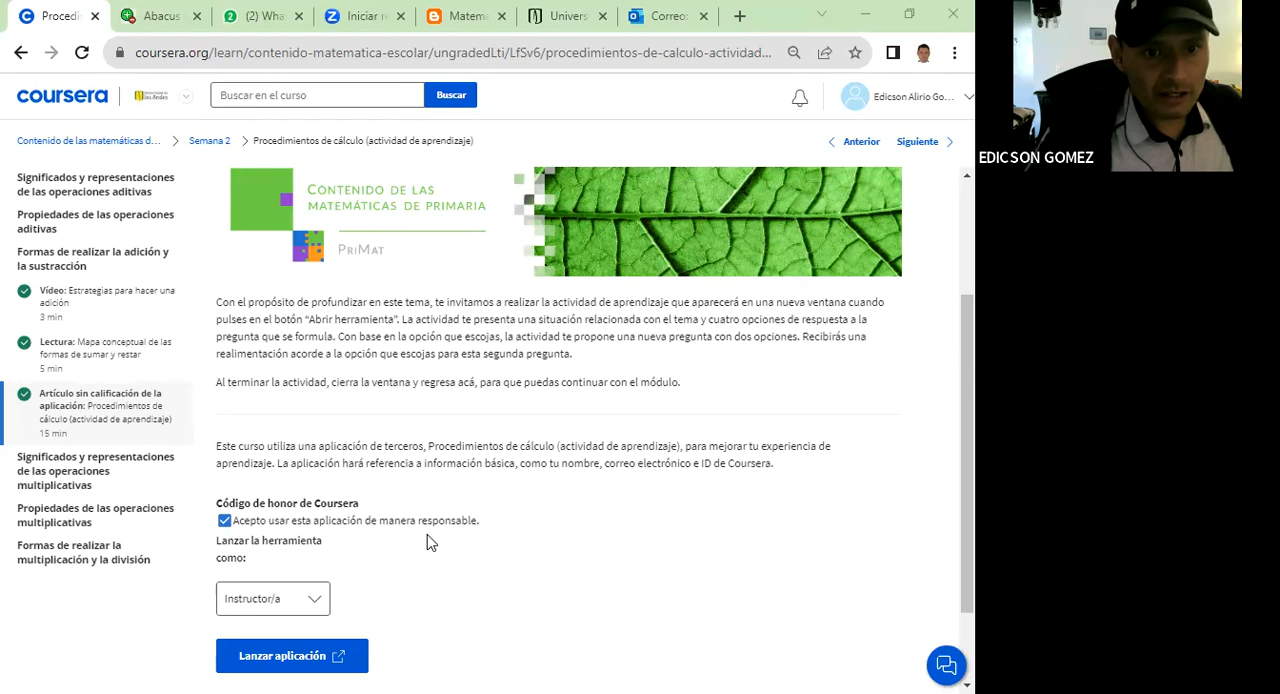 Procedi
Abacus
(2) Wha
Iniciar r
Matema
Univers
Correo:
coursera.org/learn/contenido-matematica-escolar/ungradedLti/LfSv6/procedimientos-de-calculo-actividad...
coursera
Buscar en el curso
Buscar
Edicson Alirio Go...
EDICSON GOMEZ
Contenido de las matemáticas d...
Semana 2
Procedimientos de cálculo (actividad de aprendizaje)
Anterior
Siguiente
Significados y representaciones
de las operaciones aditivas
Propiedades de las operaciones
aditivas
Formas de realizar la adición y
la sustracción
Vídeo: Estrategias para hacer una
adición
3 min
Lectura: Mapa conceptual de las
formas de sumar y restar
5 min
Artículo sin calificación de la
aplicación: Procedimientos de
cálculo (actividad de aprendizaje)
15 min
Significados y representaciones
de las operaciones
multiplicativas
Propiedades de las operaciones
multiplicativas
Formas de realizar la
multiplicación y la división
CONTENIDO DE LAS
MATEMÁTICAS DE PRIMARIA
PRIMAT
Con el propósito de profundizar en este tema, te invitamos a realizar la actividad de aprendizaje que aparecerá en una nueva ventana cuando
pulses en el botón “Abrir herramienta”. La actividad te presenta una situación relacionada con el tema y cuatro opciones de respuesta a la
pregunta que se formula. Con base en la opción que escojas, la actividad te propone una nueva pregunta con dos opciones. Recibirás una
realimentación acorde a la opción que escojas para esta segunda pregunta.
Al terminar la actividad, cierra la ventana y regresa acá, para que puedas continuar con el módulo.
Este curso utiliza una aplicación de terceros, Procedimientos de cálculo (actividad de aprendizaje), para mejorar tu experiencia de
aprendizaje. La aplicación hará referencia a información básica, como tu nombre, correo electrónico e ID de Coursera.
Código de honor de Coursera
Acepto usar esta aplicación de manera responsable.
Lanzar la herramienta
como:
Instructor/a
Lanzar aplicación